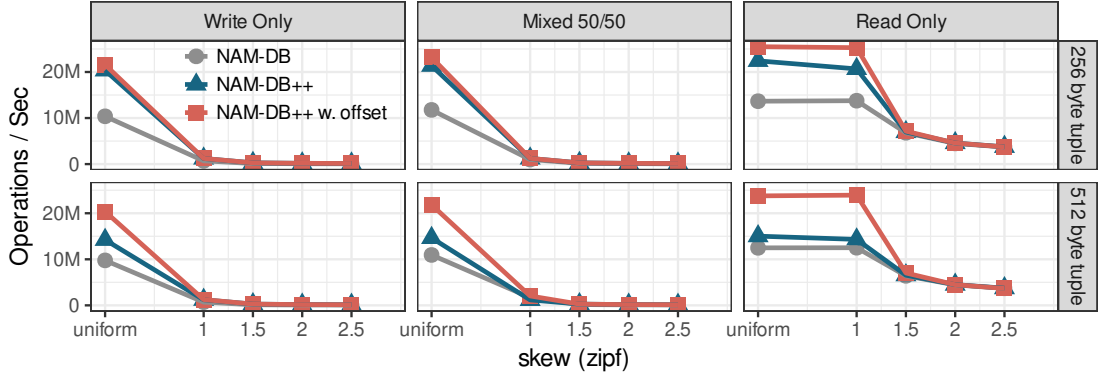 Write Only
Mixed 50/50
Read Only
Operations / Sec
20M
10M
0
NAM-DB
NAM-DB++
NAM-DB++ w. offset
256 byte tuple
20M
10M
0
512 byte tuple
uniform 1 1.5 2 2.5
uniform 1 1.5 2 2.5
uniform 1 1.5 2 2.5
skew (zipf)